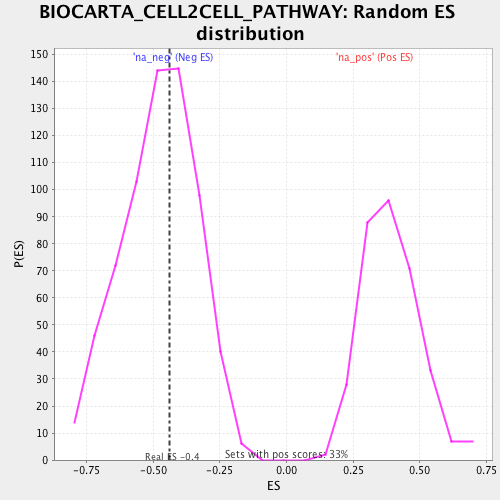 BIOCARTA_CELL2CELL_PATHWAY: Random ES
distribution
'na_neg' (Neg ES)
'na_pos' (Pos ES)
150
140
130
120
110
100
90
80
70
60
50
40
30
20
10
0
P(ES)
Real ES -0.4
Sets with pos scores: 33%
-0.75
-0.50
-0.25
0.00
0.25
0.50
0.75
ES